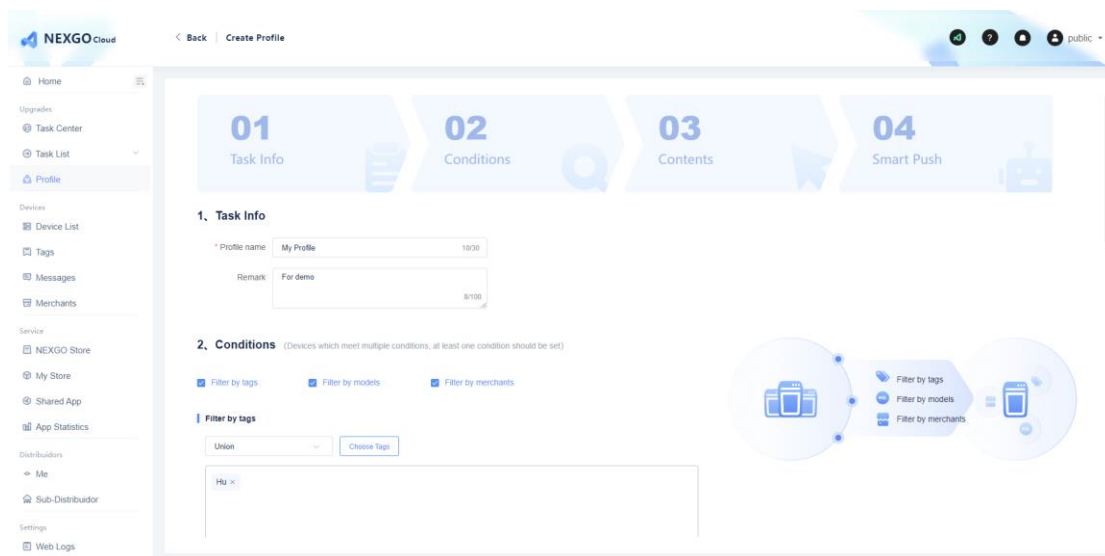 NEXGO Cloud
Back
Create Profile
public
Home
Upgrades
Task Center
Task List
Profile
Devices
Device List
Tags
Messages
Merchants
Service
NEXGO Store
My Store
Shared App
App Statistics
Distribuidors
Me
Sub-Distribuidor
Settings
Web Logs
01
Task Info
02
Conditions
03
Contents
04
Smart Push
1、Task Info
* Profile name
My Profile
10/30
Remark
For demo
8/100
2、Conditions (Devices which meet multiple conditions, at least one condition should be set)
Filter by tags
Filter by models
Filter by merchants
Filter by tags
Union
Choose Tags
Hu ×
Filter by tags
Filter by models
Filter by merchants